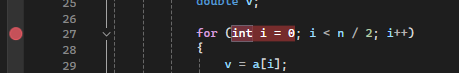 25 double v;
26
27 for (int i = 0; i < n / 2; i++)
28 {
29 v = a[i];